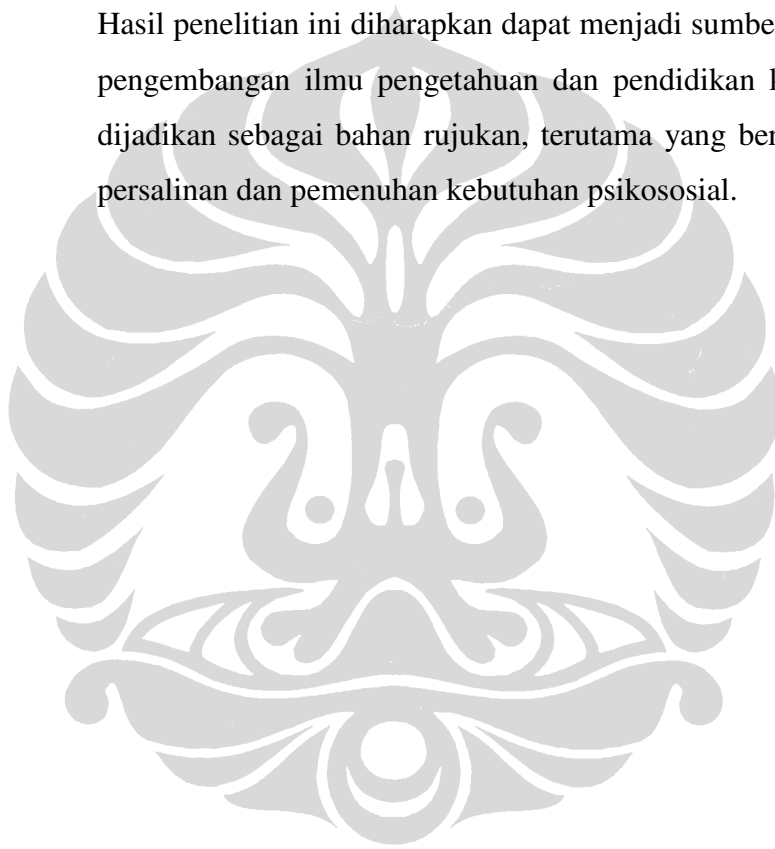 Hasil penelitian ini diharapkan dapat menjadi sumbe
pengembangan ilmu pengetahuan dan pendidikan
dijadikan sebagai bahan rujukan, terutama yang ber
persalinan dan pemenuhan kebutuhan psikososial.